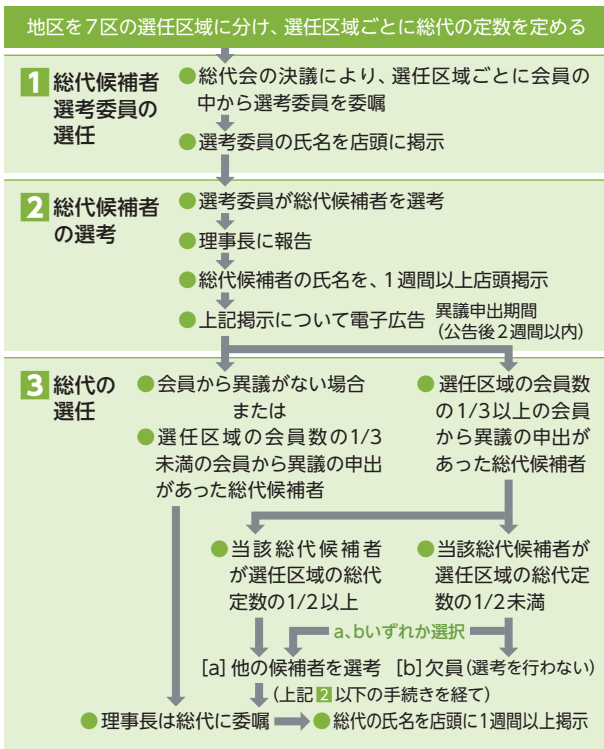 地区を7区の選任区域に分け、選任区域ごとに総代の定数を定める
1 総代候補者
選考委員の
選任
●総代会の決議により、選任区域ごとに会員の
中から選考委員を委嘱
●選考委員の氏名を店頭に掲示
2 総代候補者
の選考
●選考委員が総代候補者を選考
●理事長に報告
●総代候補者の氏名を、1週間以上店頭掲示
●上記掲示について電子広告 異議申出期間
(公告後2週間以内)
3 総代の
選任
●会員から異議がない場合
または
●選任区域の会員数の1/3
未満の会員から異議の申出
があった総代候補者
●選任区域の会員数
の1/3以上の会員
から異議の申出が
あった総代候補者
●当該総代候補者
が選任区域の総代
定数の1/2以上
●当該総代候補者が
選任区域の総代定
数の1/2未満
a、bいずれか選択
[a]他の候補者を選考 [b]欠員(選考を行わない)
(上記2以下の手続きを経て)
●理事長は総代に委嘱 ●総代の氏名を店頭に1週間以上掲示